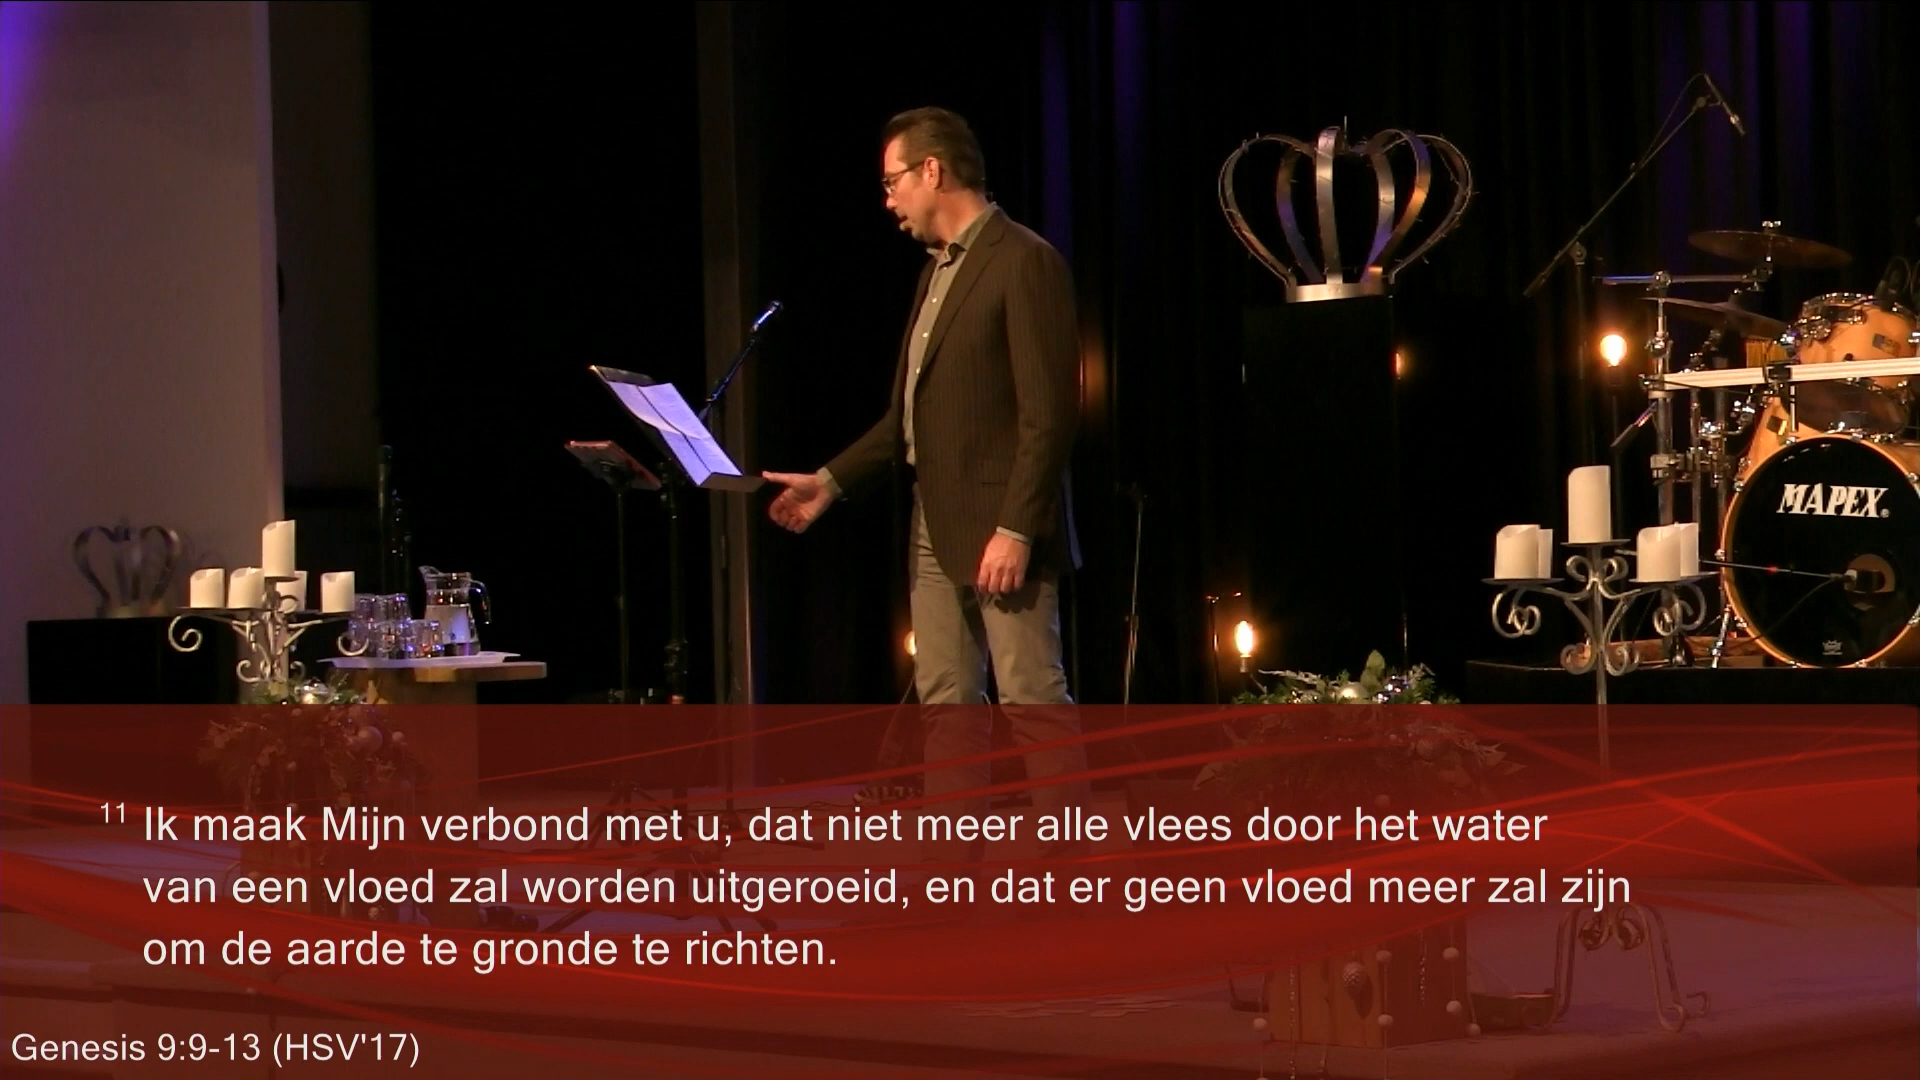 MAPEX®
11 Ik maak Mijn verbond met u, dat niet meer alle vlees door het water
van een vloed zal worden uitgeroeid, en dat er geen vloed meer zal zijn
om de aarde te gronde te richten.
Genesis 9:9-13 (HSV'17)